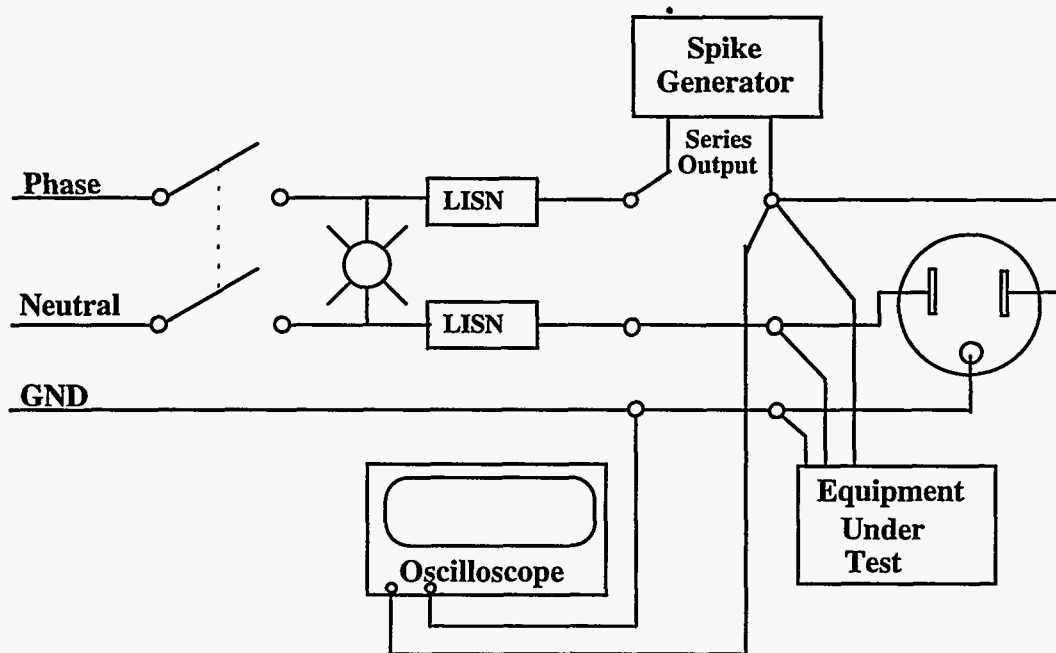 Spike
Generator
Series
Output
Phase
LISN
Neutral
LISN
GND
Oscilloscope
Equipment
Under
Test